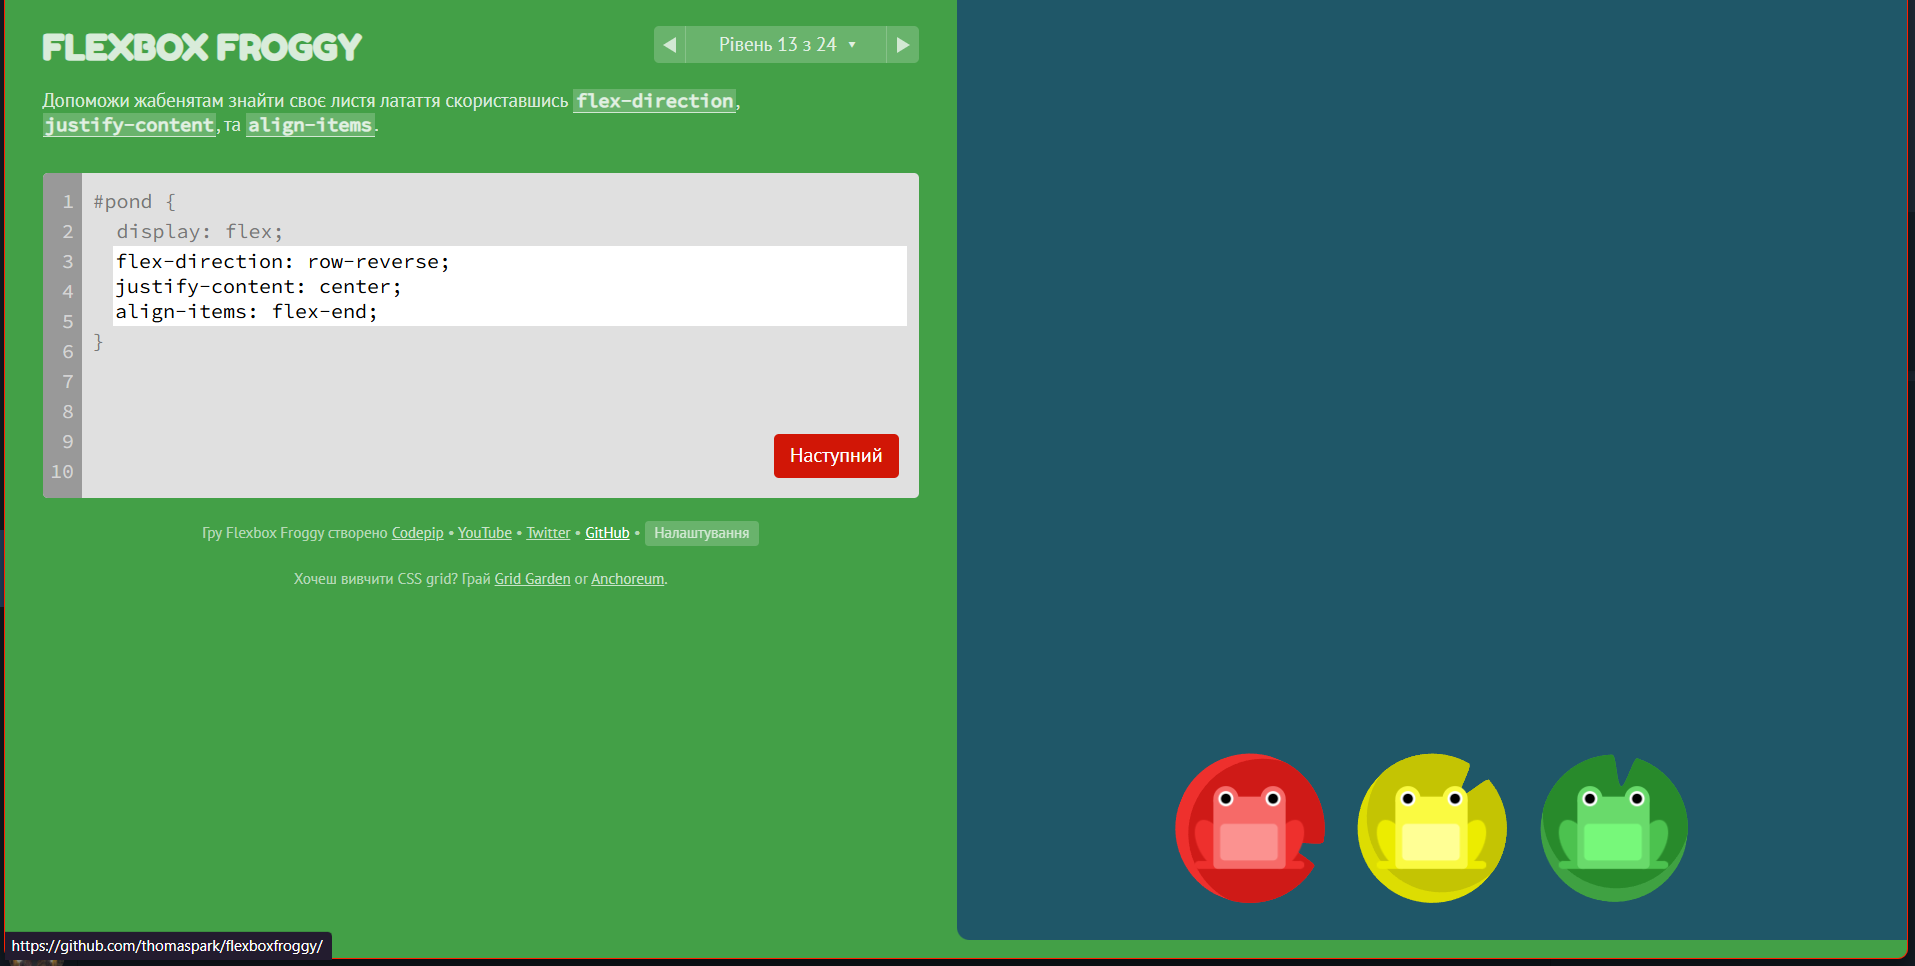 FLEXBOX FROGGY
Рівень 13 з 24
Допоможи жабенятам знайти своє листя латаття скориставшись flex-direction,
justify-content, та align-items.
1 #pond {
2 display: flex;
3 flex-direction: row-reverse;
4 justify-content: center;
5 align-items: flex-end;
6 }
7
8
9
10
Наступний
Гру Flexbox Froggy створено Codepip • YouTube • Twitter • GitHub • Налаштування
Хочеш вивчити CSS grid? Грай Grid Garden or Anchoreum.
https://github.com/thomaspark/flexboxfroggy/